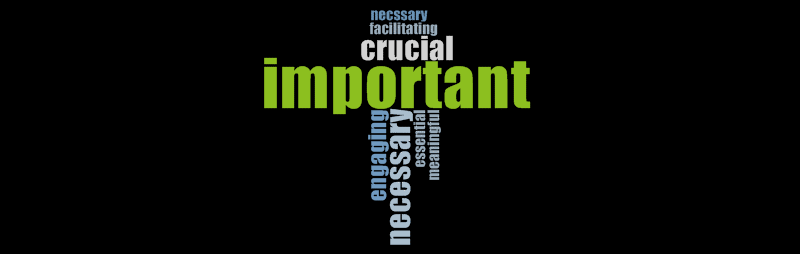 necssary
facilitating
crucial
important
engaging
necessary
essential
meaningful